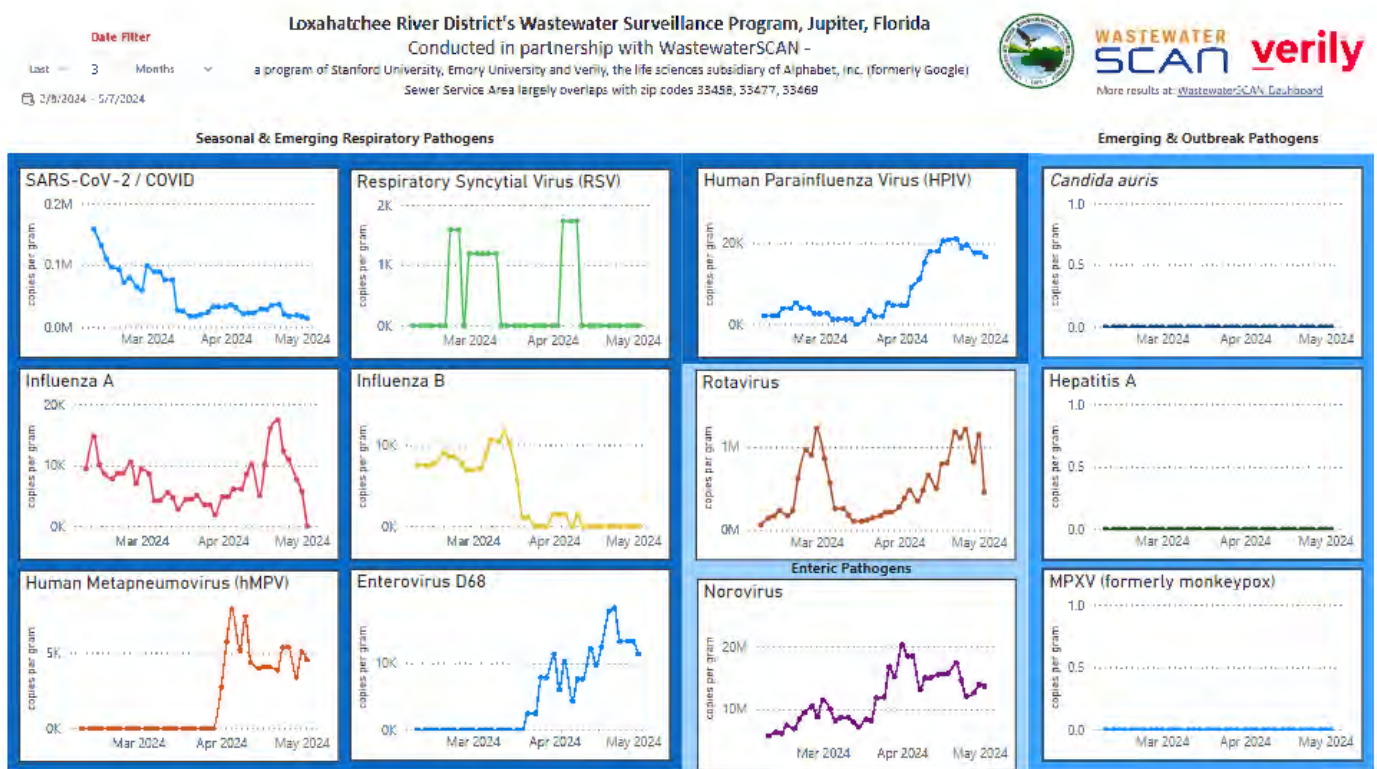 Loxahatchee River District's Wastewater Surveillance Program, Jupiter, Florida
Conducted in partnership with WastewaterSCAN -
a program of Stanford University, Emory University and Verily, the life sciences subsidiary of Alphabet, Inc. (formerly Google)
Sewer Service Area largely overlaps with zip codes 33458, 33477, 33469
Date Filter
Last 3 Months
2/8/2024 - 5/7/2024
WASTEWATER
SCAN
verily
More results at: WastewaterSCAN Dashboard
Seasonal & Emerging Respiratory Pathogens
Emerging & Outbreak Pathogens
SARS-CoV-2 / COVID
copies per gram
0.2M
0.1M
0.0M
Mar 2024 Apr 2024 May 2024
Respiratory Syncytial Virus (RSV)
copies per gram
2K
1K
0K
Mar 2024 Apr 2024 May 2024
Human Parainfluenza Virus (HPIV)
copies per gram
20K
0K
Mar 2024 Apr 2024 May 2024
Candida auris
copies per gram
1.0
0.5
0.0
Mar 2024 Apr 2024 May 2024
Influenza A
copies per gram
20K
10K
0K
Mar 2024 Apr 2024 May 2024
Influenza B
copies per gram
10K
0K
Mar 2024 Apr 2024 May 2024
Rotavirus
copies per gram
1M
0M
Mar 2024 Apr 2024 May 2024
Hepatitis A
copies per gram
1.0
0.5
0.0
Mar 2024 Apr 2024 May 2024
Human Metapneumovirus (hMPV)
copies per gram
5K
0K
Mar 2024 Apr 2024 May 2024
Enterovirus D68
copies per gram
10K
0K
Mar 2024 Apr 2024 May 2024
Enteric Pathogens
Norovirus
copies per gram
20M
10M
Mar 2024 Apr 2024 May 2024
MPXV (formerly monkeypox)
copies per gram
1.0
0.5
0.0
Mar 2024 Apr 2024 May 2024